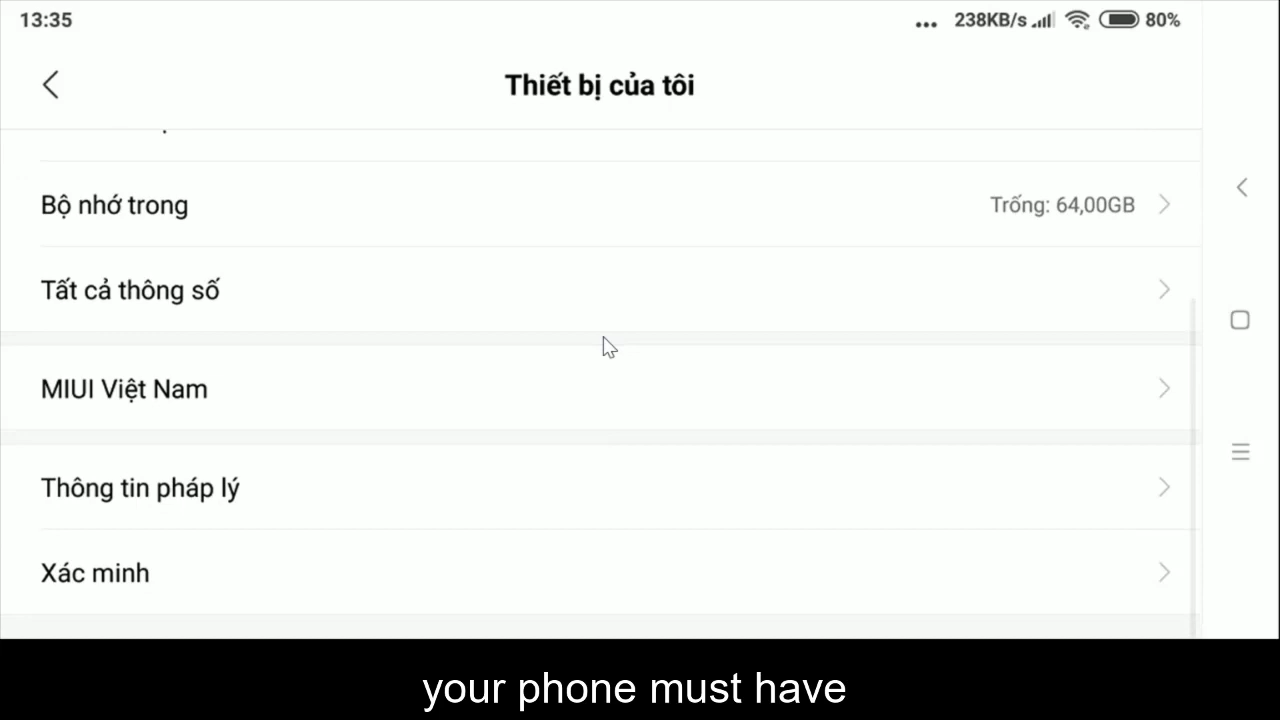 13:35
... 238KB/s 80%
Thiết bị của tôi
Bộ nhớ trong
Trống: 64,00GB
Tất cả thông số
MIUI Việt Nam
Thông tin pháp lý
Xác minh
your phone must have